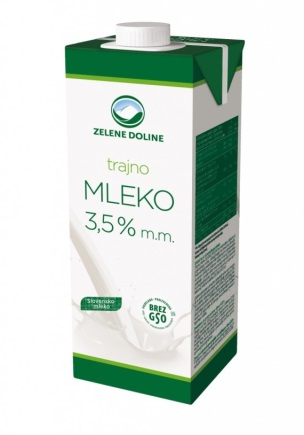 ZELENE DOLINE
trajno
MLEKO
3,5% m.m.
Slovensko
mleko
BREZ
GSO